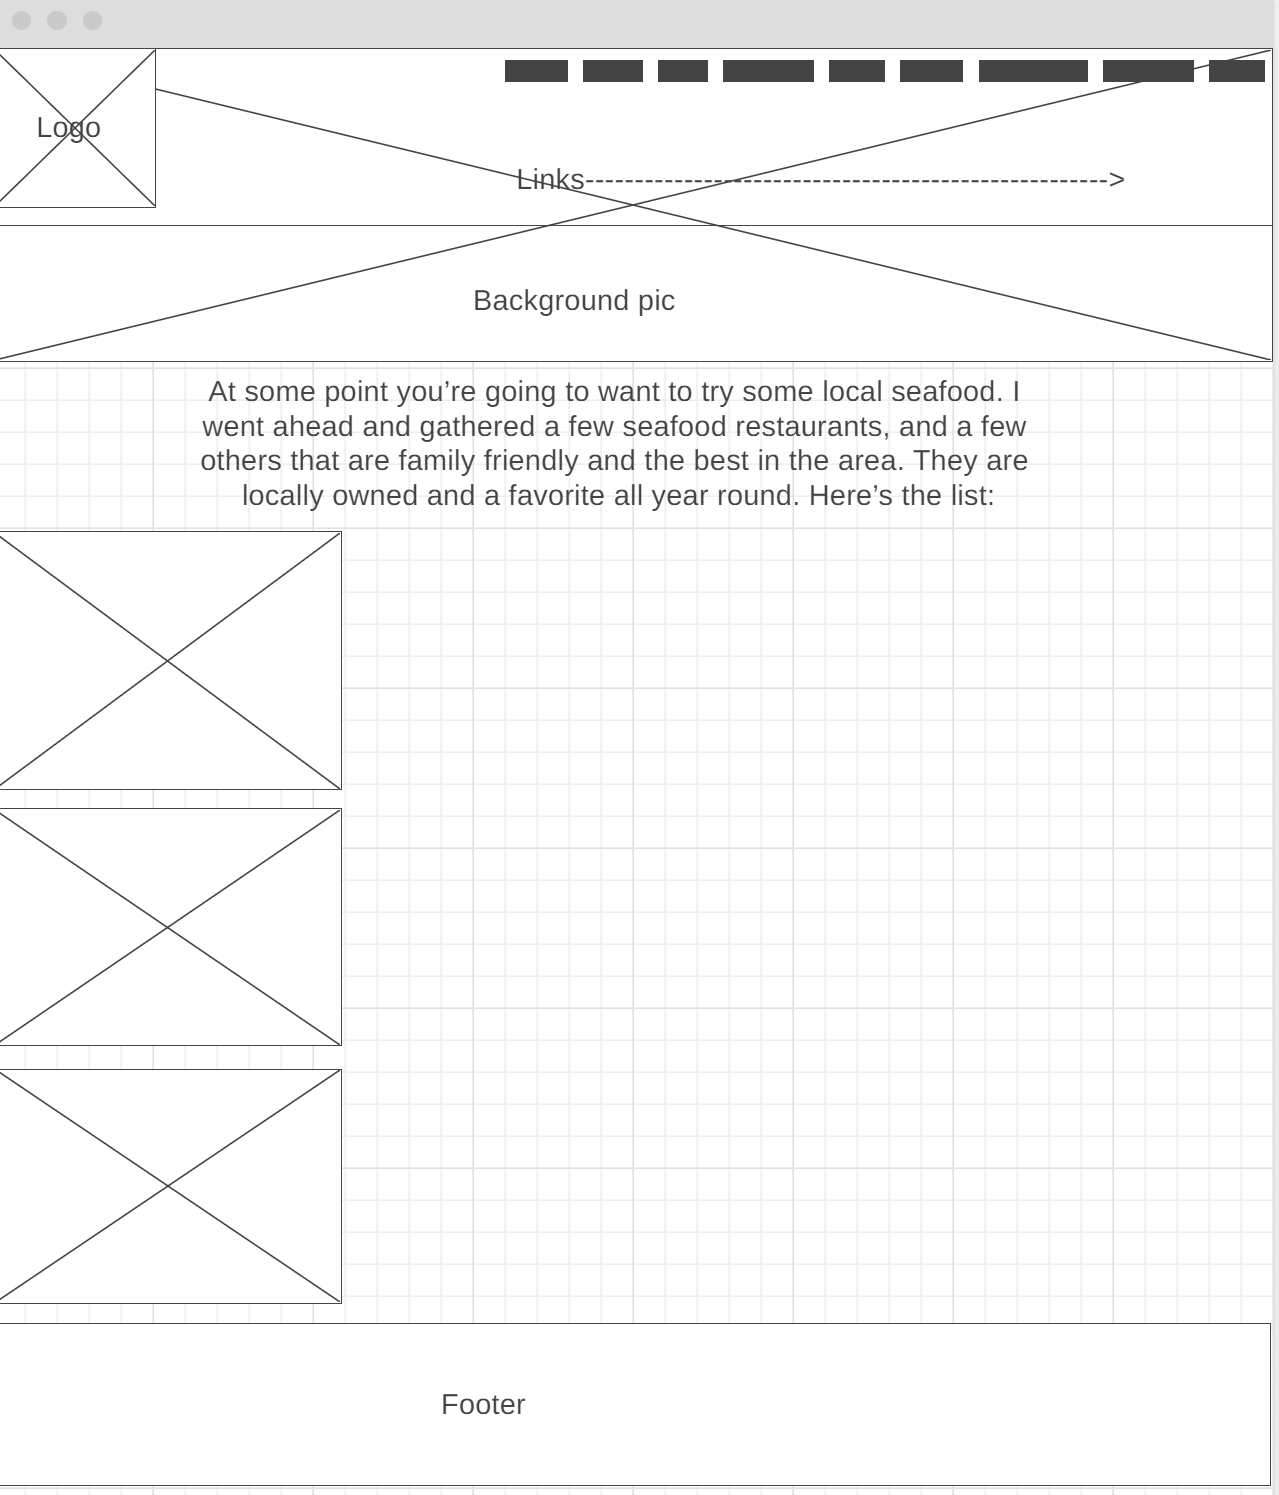 Logo
Links-------------------------------------------------------------->
Background pic
At some point you’re going to want to try some local seafood. I
went ahead and gathered a few seafood restaurants, and a few
others that are family friendly and the best in the area. They are
locally owned and a favorite all year round. Here’s the list:
Footer